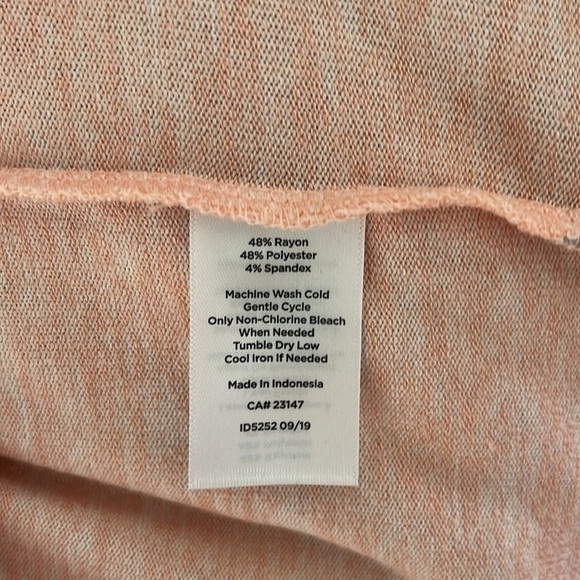 48% Rayon
48% Polyester
4% Spandex
Machine Wash Cold
Gentle Cycle
Only Non-Chlorine Bleach
When Needed
Tumble Dry Low
Cool Iron If Needed
Made In Indonesia
CA# 23147
ID5252 09/19